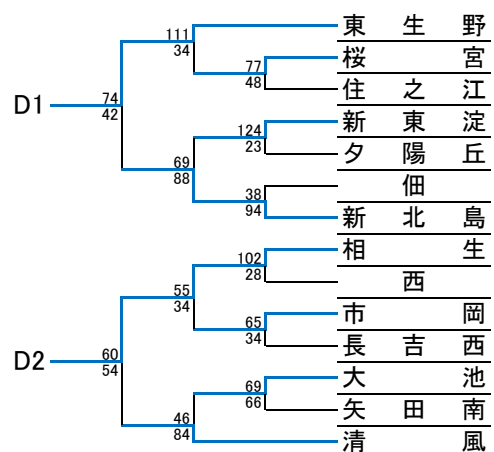 東生野
111
34
桜宮
77
48
住之江
74
42
D1
新東淀
124
23
夕陽丘
69
88
佃
38
94
新北島
相生
102
28
西
55
34
市岡
65
34
長吉西
60
54
D2
大池
69
66
矢田南
46
84
清風